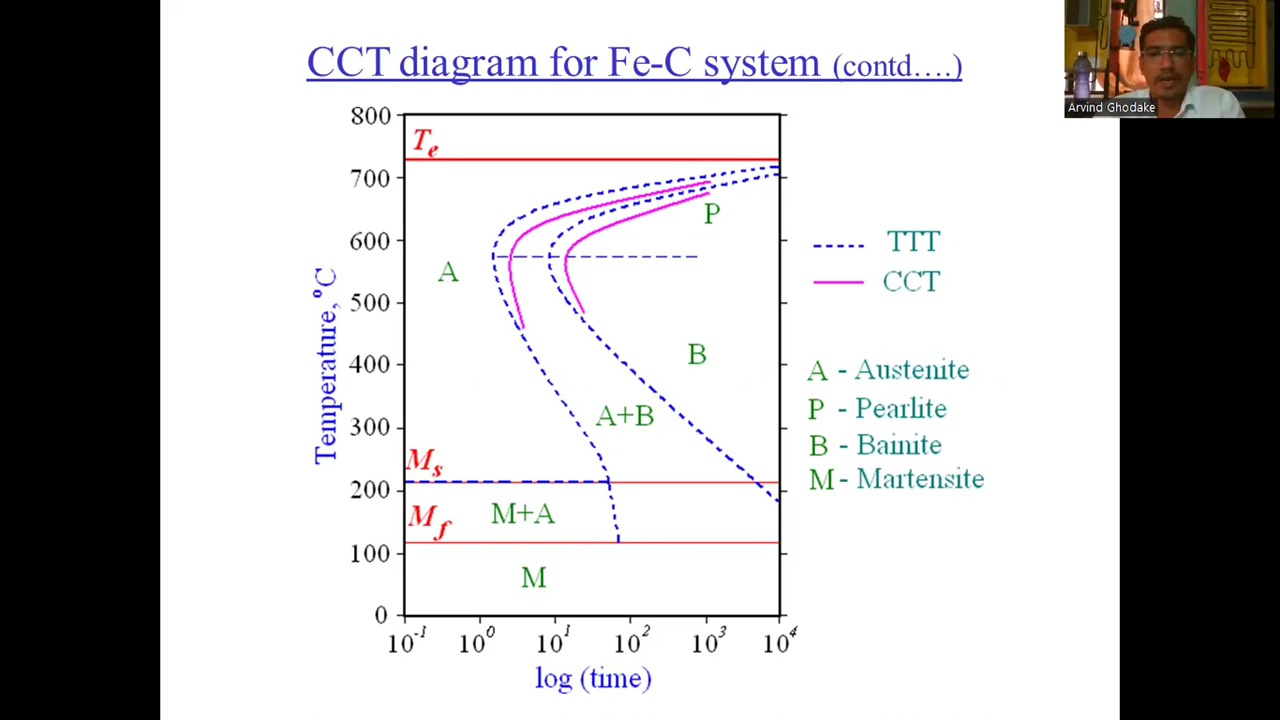 CCT diagram for Fe-C system (contd....)
Arvind Ghodake
800
700
600
500
400
300
200
100
0
Temperature, °C
Te
Ms
Mf
A
P
B
A+B
M+A
M
10⁻¹ 10⁰ 10¹ 10² 10³ 10⁴
log (time)
TTT
CCT
A - Austenite
P - Pearlite
B - Bainite
M - Martensite